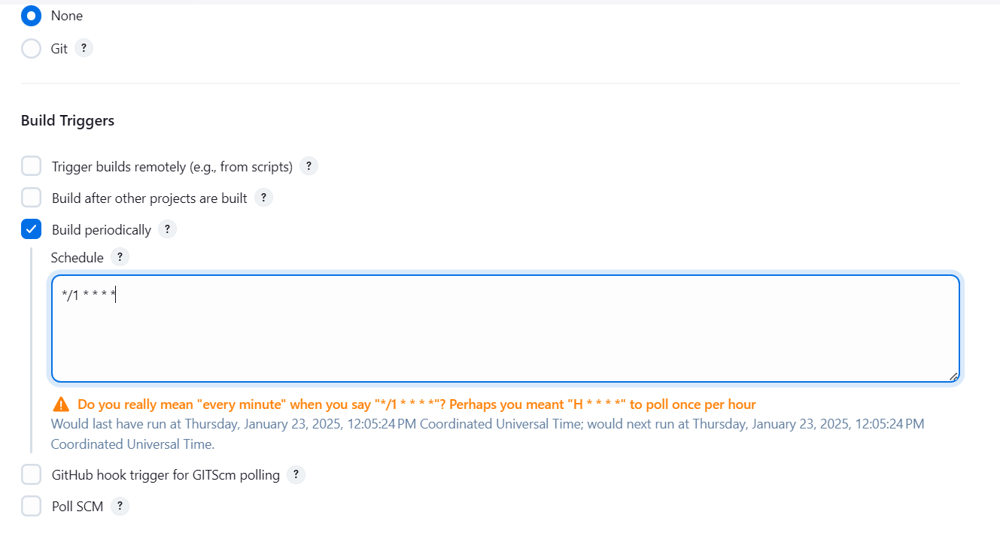 None
Git ?
Build Triggers
Trigger builds remotely (e.g., from scripts) ?
Build after other projects are built ?
Build periodically ?
Schedule ?
*/1 * * * *
Do you really mean "every minute" when you say "*/1 * * * *"? Perhaps you meant "H * * * *" to poll once per hour
Would last have run at Thursday, January 23, 2025, 12:05:24 PM Coordinated Universal Time; would next run at Thursday, January 23, 2025, 12:05:24 PM
Coordinated Universal Time.
GitHub hook trigger for GITScm polling ?
Poll SCM ?